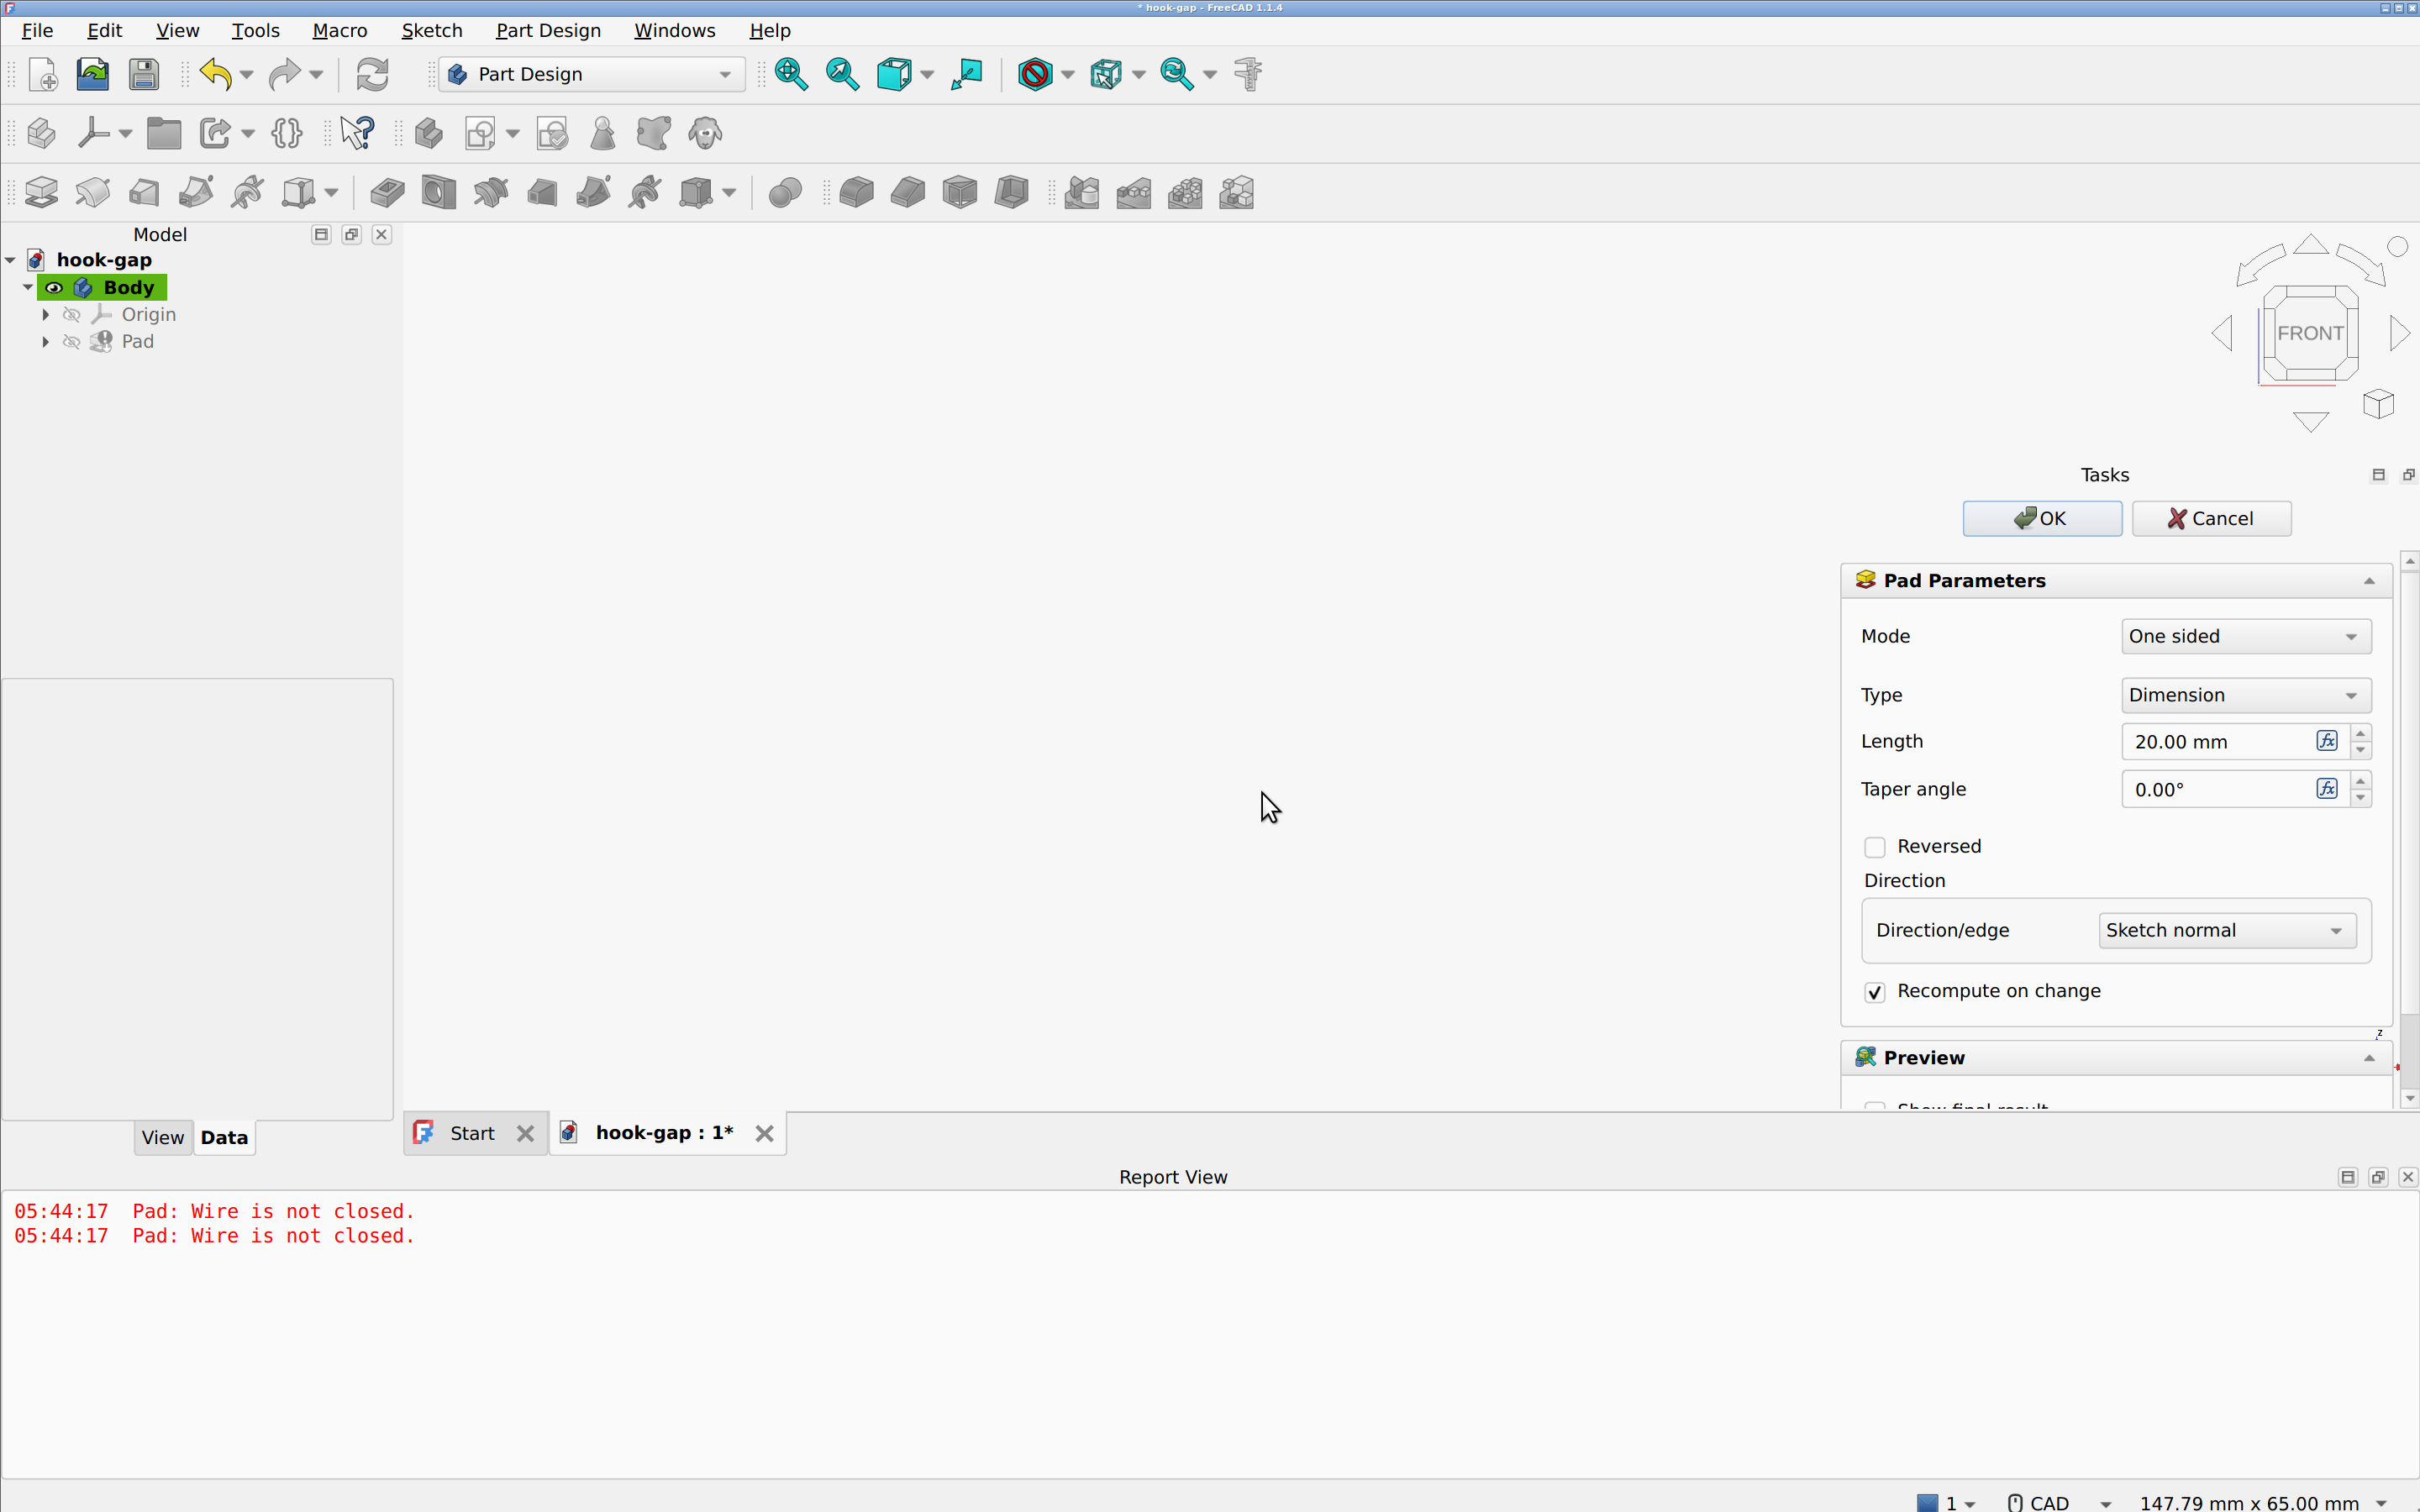 * hook-gap - FreeCAD 1.1.4
File Edit View Tools Macro Sketch Part Design Windows Help
Part Design
Model
hook-gap
Body
Origin
Pad
FRONT
Tasks
OK Cancel
Pad Parameters
Mode One sided
Type Dimension
Length 20.00 mm
Taper angle 0.00°
Reversed
Direction
Direction/edge Sketch normal
Recompute on change
z
Preview
Show final result
View Data
Start hook-gap : 1*
Report View
05:44:17 Pad: Wire is not closed.
05:44:17 Pad: Wire is not closed.
1 CAD 147.79 mm x 65.00 mm